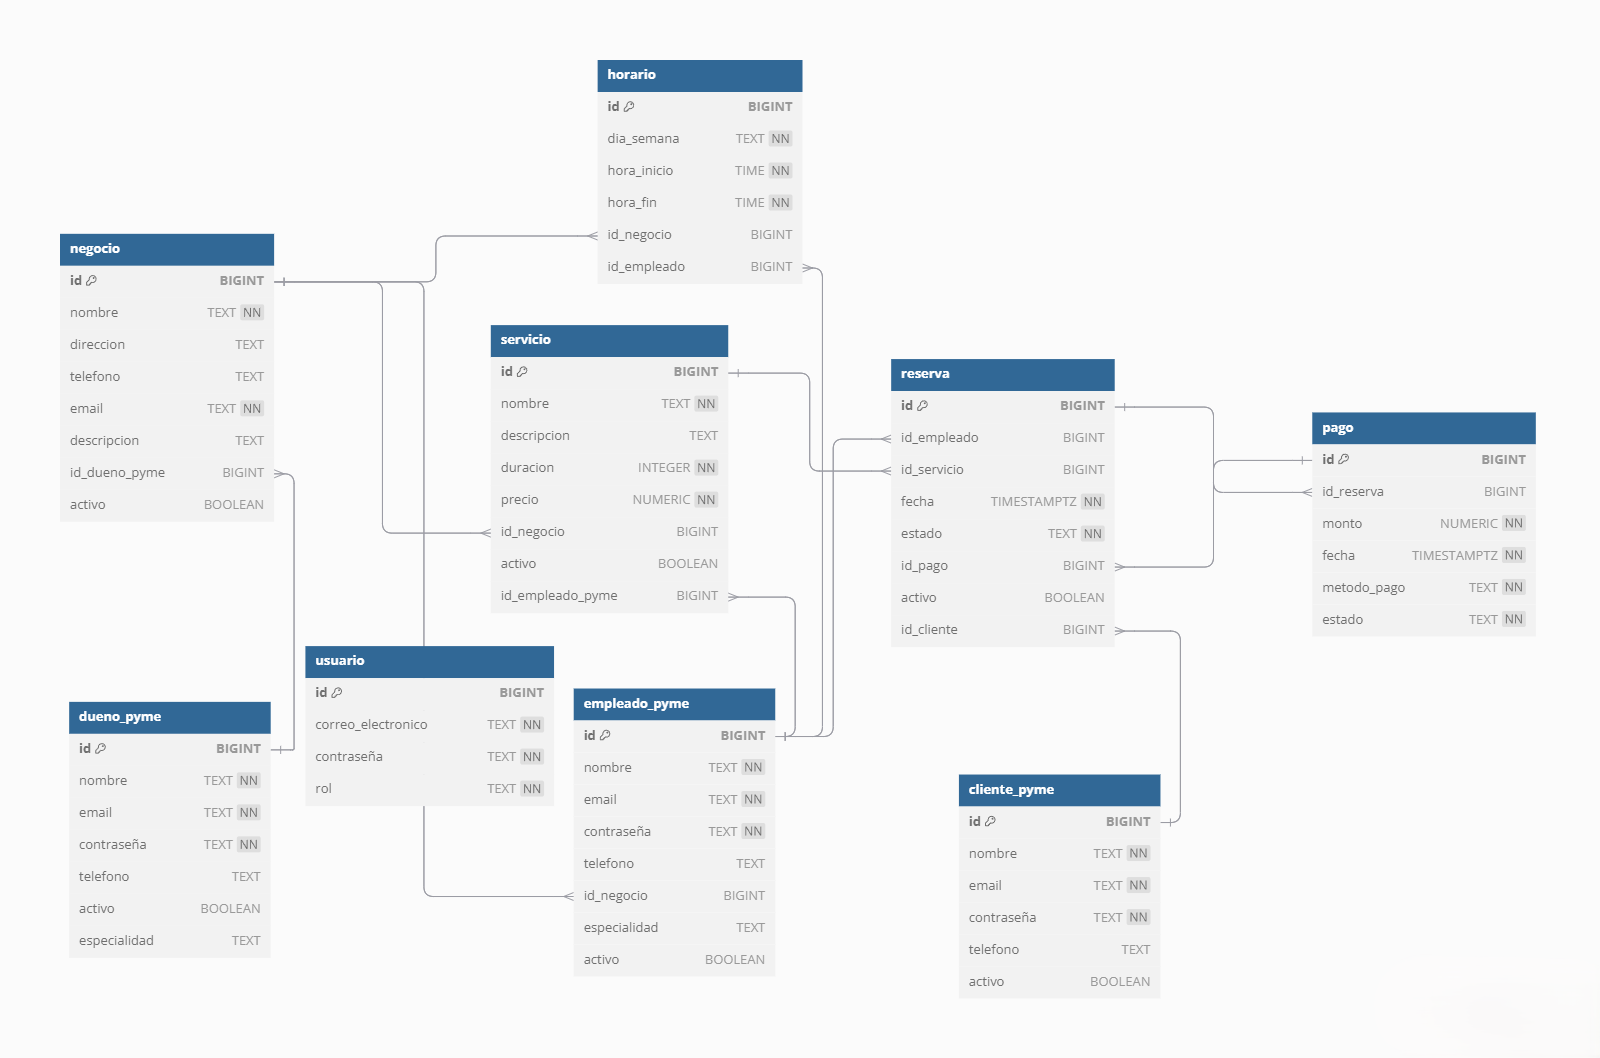 horario
id BIGINT
dia_semana TEXT NN
hora_inicio TIME NN
hora_fin TIME NN
id_negocio BIGINT
id_empleado BIGINT
negocio
id BIGINT
nombre TEXT NN
direccion TEXT
telefono TEXT
email TEXT NN
descripcion TEXT
id_dueno_pyme BIGINT
activo BOOLEAN
servicio
id BIGINT
nombre TEXT NN
descripcion TEXT
duracion INTEGER NN
precio NUMERIC NN
id_negocio BIGINT
activo BOOLEAN
id_empleado_pyme BIGINT
reserva
id BIGINT
id_empleado BIGINT
id_servicio BIGINT
fecha TIMESTAMPTZ NN
estado TEXT NN
id_pago BIGINT
activo BOOLEAN
id_cliente BIGINT
pago
id BIGINT
id_reserva BIGINT
monto NUMERIC NN
fecha TIMESTAMPTZ NN
metodo_pago TEXT NN
estado TEXT NN
dueno_pyme
id BIGINT
nombre TEXT NN
email TEXT NN
contraseña TEXT NN
telefono TEXT
activo BOOLEAN
especialidad TEXT
usuario
id BIGINT
correo_electronico TEXT NN
contraseña TEXT NN
rol TEXT NN
empleado_pyme
id BIGINT
nombre TEXT NN
email TEXT NN
contraseña TEXT NN
telefono TEXT
id_negocio BIGINT
especialidad TEXT
activo BOOLEAN
cliente_pyme
id BIGINT
nombre TEXT NN
email TEXT NN
contraseña TEXT NN
telefono TEXT
activo BOOLEAN